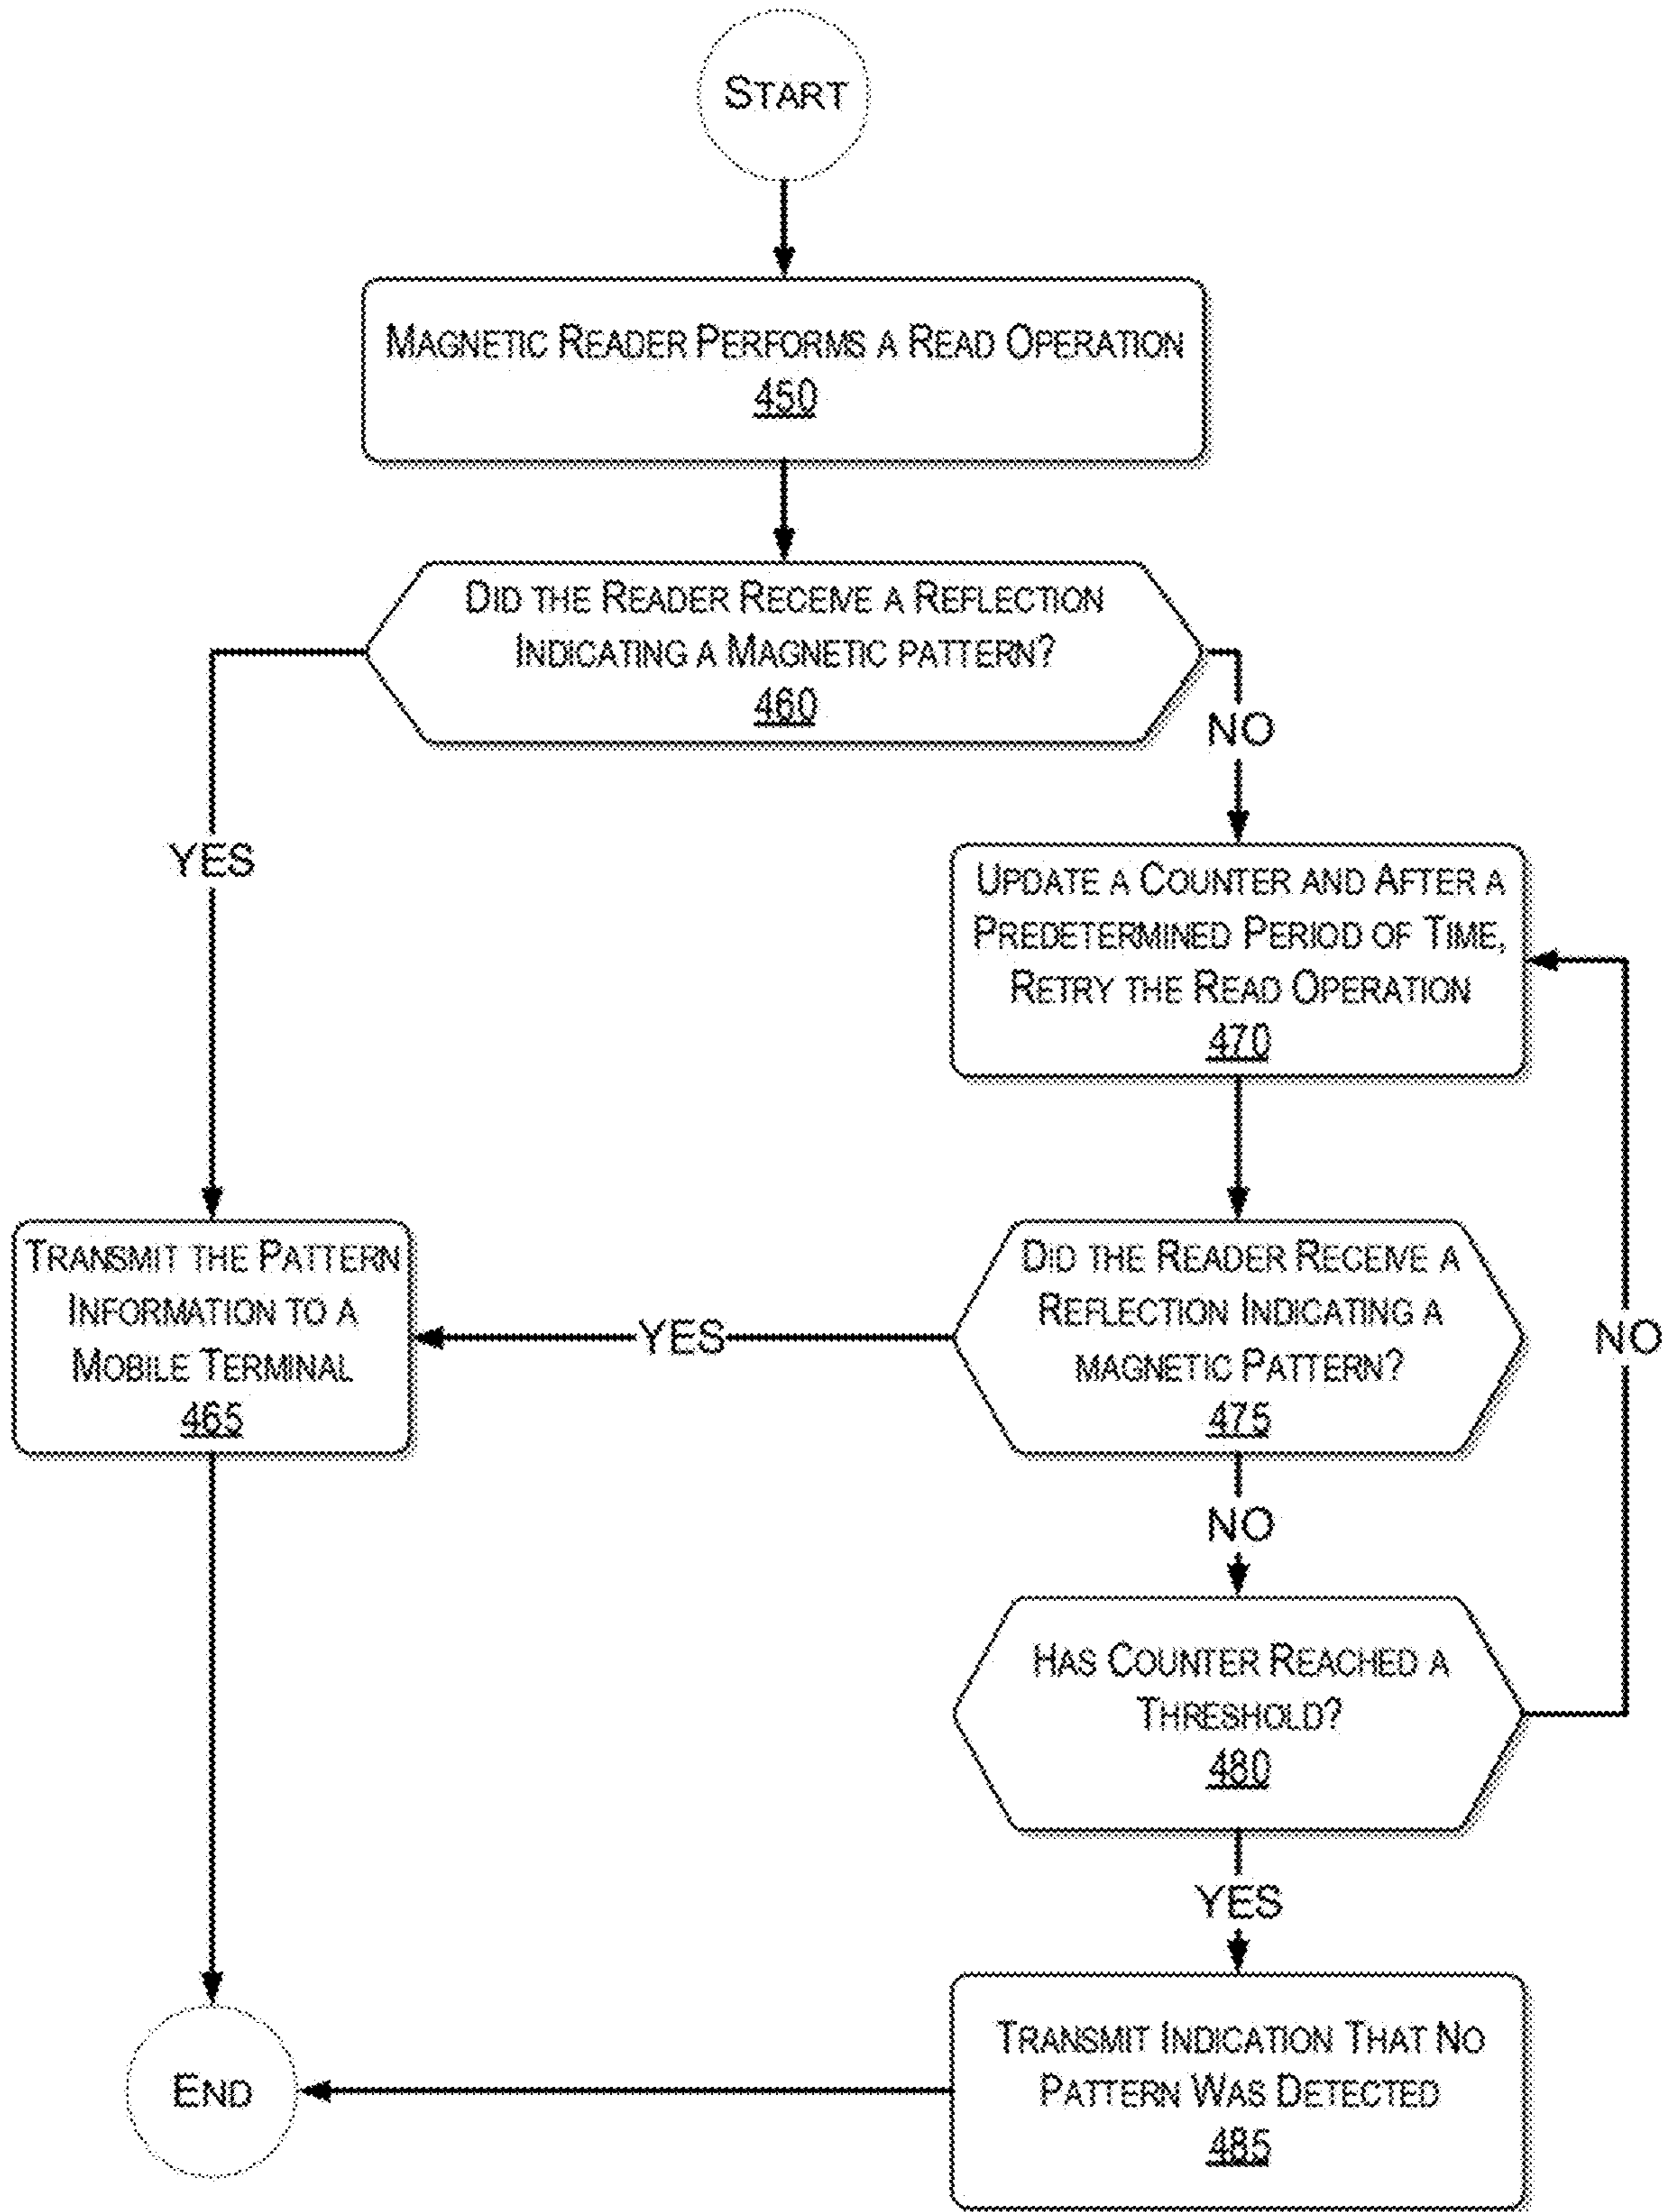 START
MAGNETIC READER PERFORMS A READ OPERATION
450
DID THE READER RECEIVE A REFLECTION
INDICATING A MAGNETIC PATTERN?
460
NO
YES
UPDATE A COUNTER AND AFTER A
PREDETERMINED PERIOD OF TIME,
RETRY THE READ OPERATION
470
TRANSMIT THE PATTERN
INFORMATION TO A
MOBILE TERMINAL
465
YES
DID THE READER RECEIVE A
REFLECTION INDICATING A
MAGNETIC PATTERN?
475
NO
NO
HAS COUNTER REACHED A
THRESHOLD?
480
YES
END
TRANSMIT INDICATION THAT NO
PATTERN WAS DETECTED
485